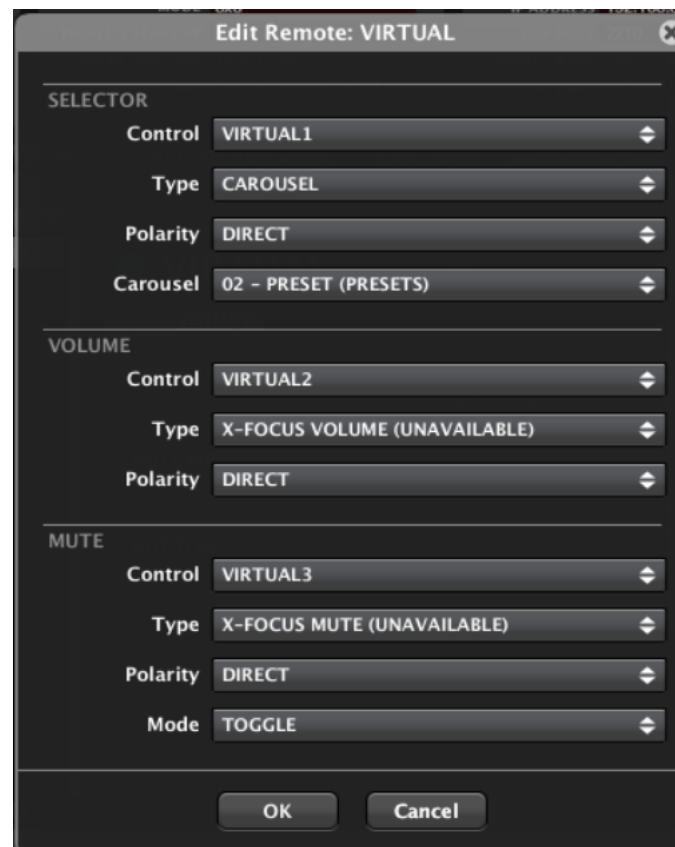 Edit Remote: VIRTUAL
SELECTOR
Control VIRTUAL1
Type CAROUSEL
Polarity DIRECT
Carousel 02 – PRESET (PRESETS)
VOLUME
Control VIRTUAL2
Type X-FOCUS VOLUME (UNAVAILABLE)
Polarity DIRECT
MUTE
Control VIRTUAL3
Type X-FOCUS MUTE (UNAVAILABLE)
Polarity DIRECT
Mode TOGGLE
OK Cancel